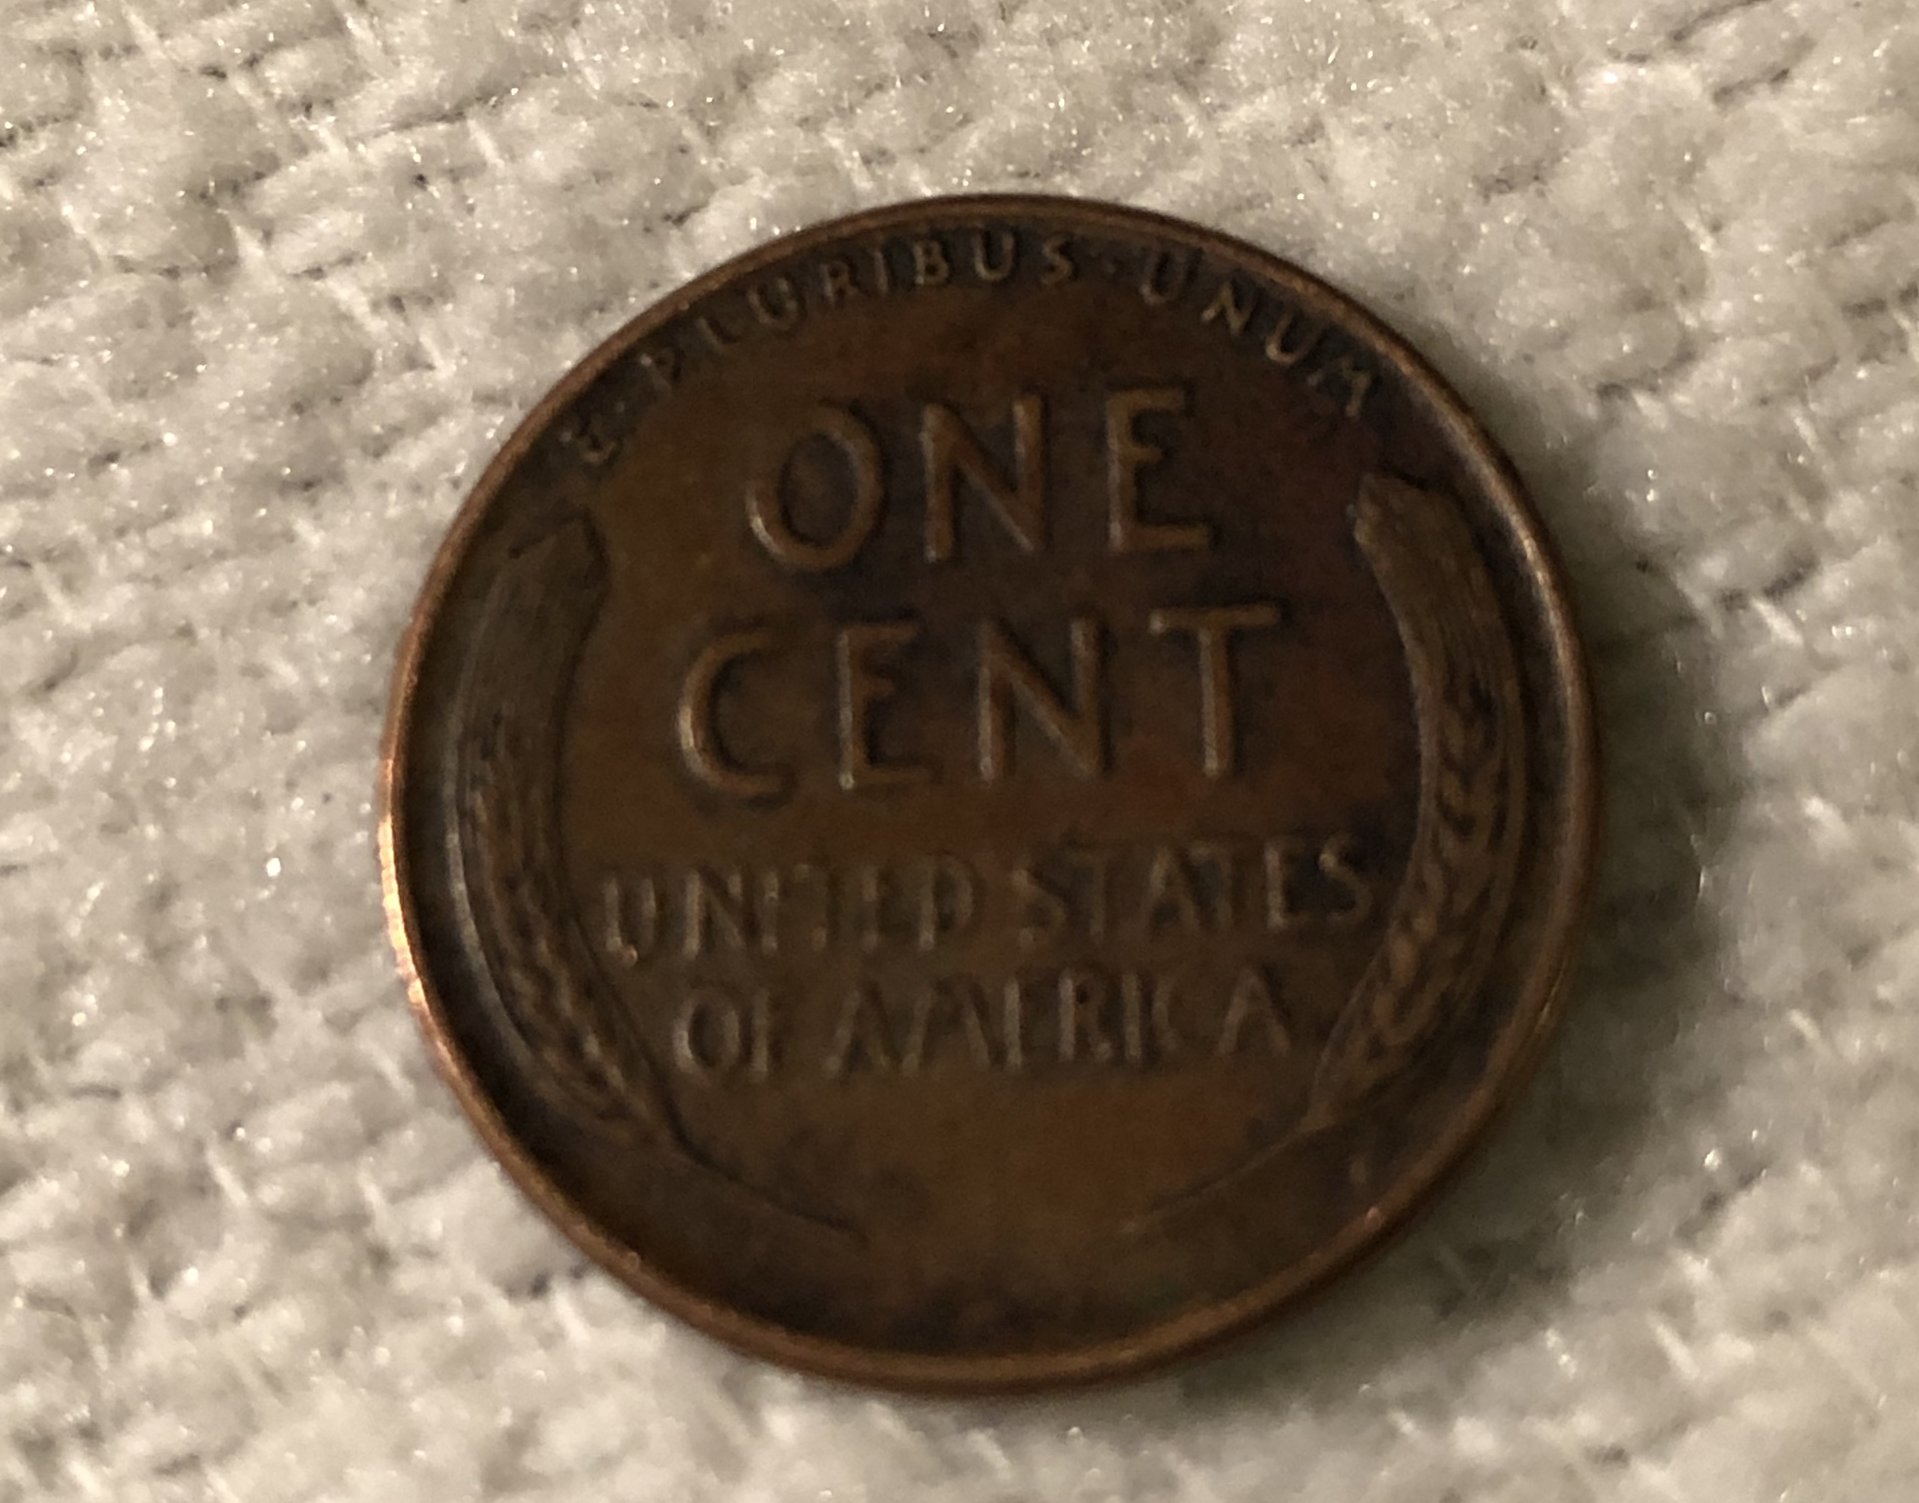 E · PLURIBUS · UNUM
ONE
CENT
UNITED STATES
OF AMERICA